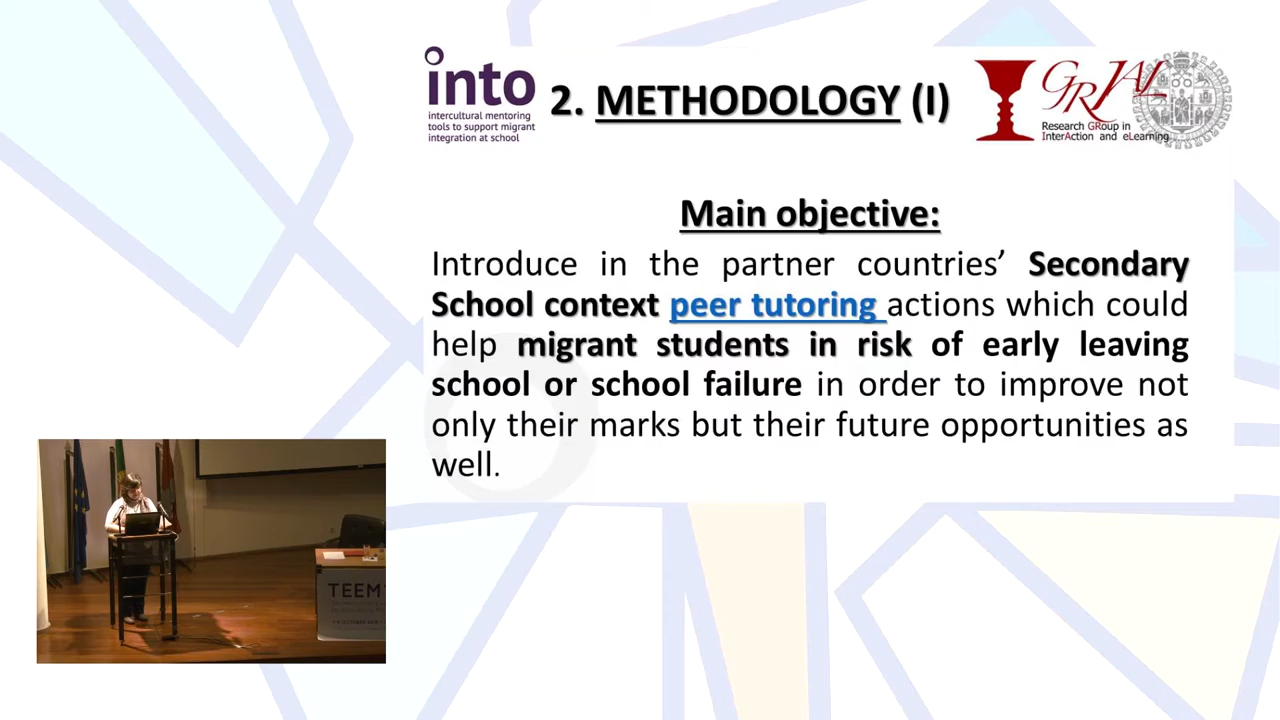 into
intercultural mentoring
tools to support migrant
integration at school
2. METHODOLOGY (I)
GRIAL
Research GRoup in
InterAction and eLearning
Main objective:
Introduce in the partner countries’ Secondary
School context peer tutoring actions which could
help migrant students in risk of early leaving
school or school failure in order to improve not
only their marks but their future opportunities as
well.
TEEM